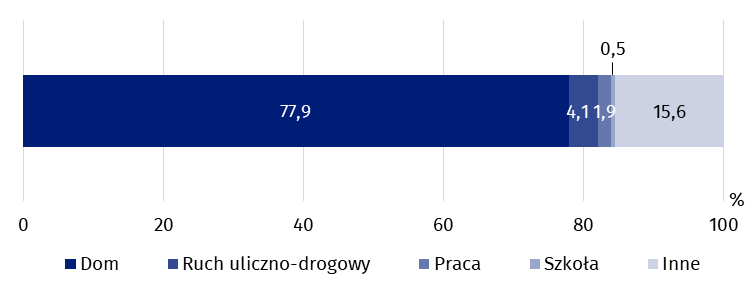 0,5
77,9 4,1 1,9 15,6
%
0 20 40 60 80 100
Dom Ruch uliczno-drogowy Praca Szkoła Inne